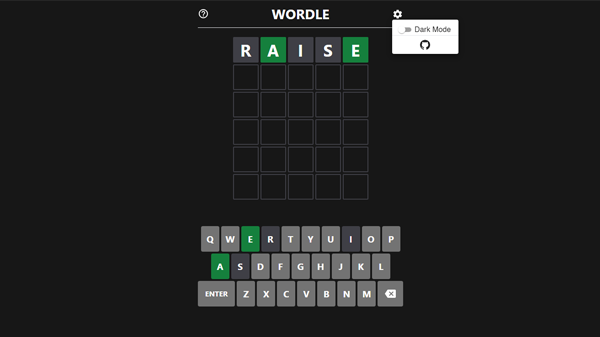 WORDLE
Dark Mode
R A I S E
Q W E R T Y U I O P
A S D F G H J K L
ENTER Z X C V B N M